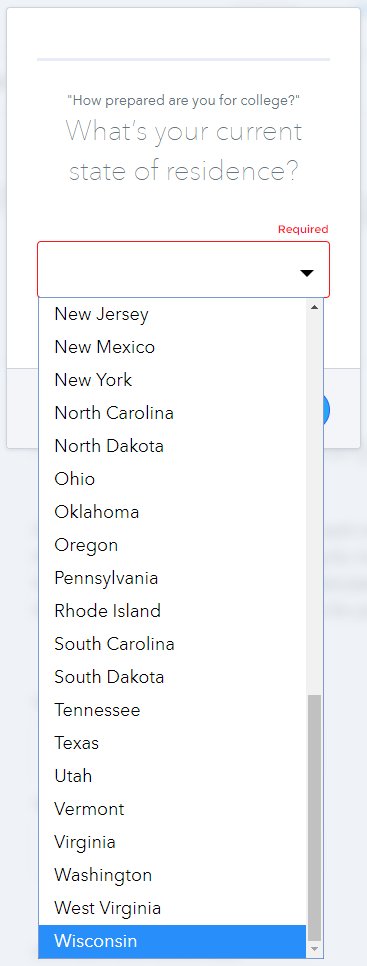 "How prepared are you for college?"
What's your current
state of residence?
Required
New Jersey
New Mexico
New York
North Carolina
North Dakota
Ohio
Oklahoma
Oregon
Pennsylvania
Rhode Island
South Carolina
South Dakota
Tennessee
Texas
Utah
Vermont
Virginia
Washington
West Virginia
Wisconsin